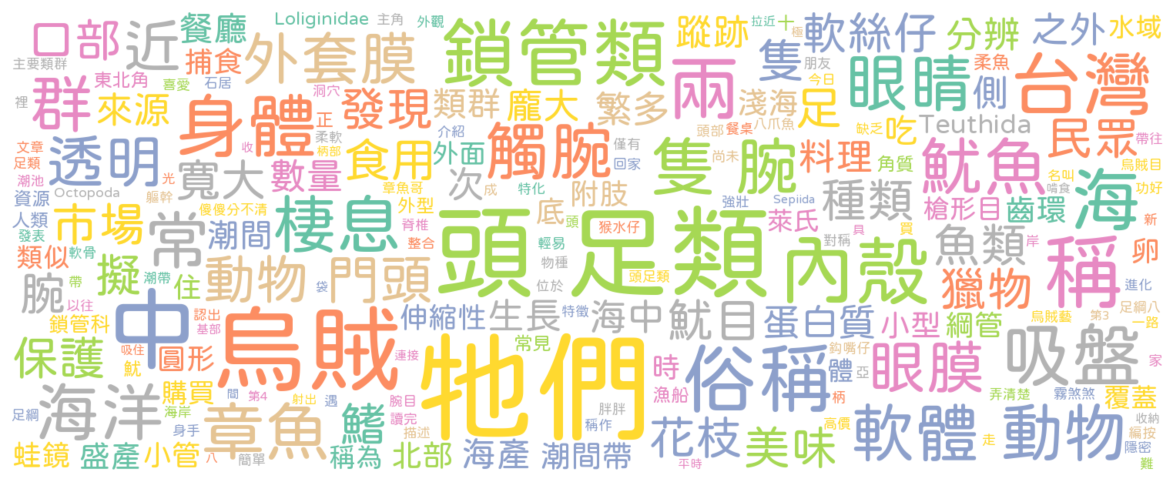 口部 近 餐廳 Loliginidae 主角 外觀 鎖管類 蹤跡 拉近 十 軟絲仔 分辨 之外 水域
主要類群 東北角 喜愛 捕食 石居 外套膜 兩 隻 極 朋友 眼睛 柔魚 側 台灣
裡 群 來源 身體 洞穴 正 發現 類群 龐大 繁多 淺海 足 今日 吃 Teuthida 民眾
文章 足類 透明 收 梢部 柔軟 介紹 觸腕 僅有 頭部 餐桌 八爪魚 缺乏 角質 帶往 烏賊目
潮池 光 寬大 數量 食用 外面 回家 尚未 隻 腕 料理 魷魚 名叫 啃食 功好 海
資源 Octopoda 軀幹 章魚哥 次 成 特化 附肢 強壯 Sepiida 種類 槍形目 齒環
人類 發表 市場 常 傻傻分不清 潮間 棲息 外型 脊椎 底 頭 猴水仔 頭足類 萊氏 員 買 岸 新
類似 軟骨 整合 輕易 物種 對稱 內殼 魚類 卵
腕 帶 潮帶 擬 住 動物 門頭 袋 位於 特徵 頭足類 獵物 稱 進化
以往 鎖管科 中 認出 基部 烏賊 伸縮性 生長 海中 魷目 蛋白質 小型 綱管 烏賊藝 第3 足綱八 一路
保護 魷 吸住 圓形 連接 常見 牠們 時 俗稱 鉤嘴仔 體 亞 眼膜 吸盤 家
海洋 購買 間 第4 射出 遇 腕目 胖胖 漁船 柄 弄清楚 霧煞煞 覆蓋
足綱 海岸 身手 章魚 鰭 讀完 描述 稱作 花枝 高價 美味 軟體 動物 收納 編按 隱密
蛙鏡 盛產 小管 八 簡單 稱為 北部 海產 潮間帶 平時 走 難